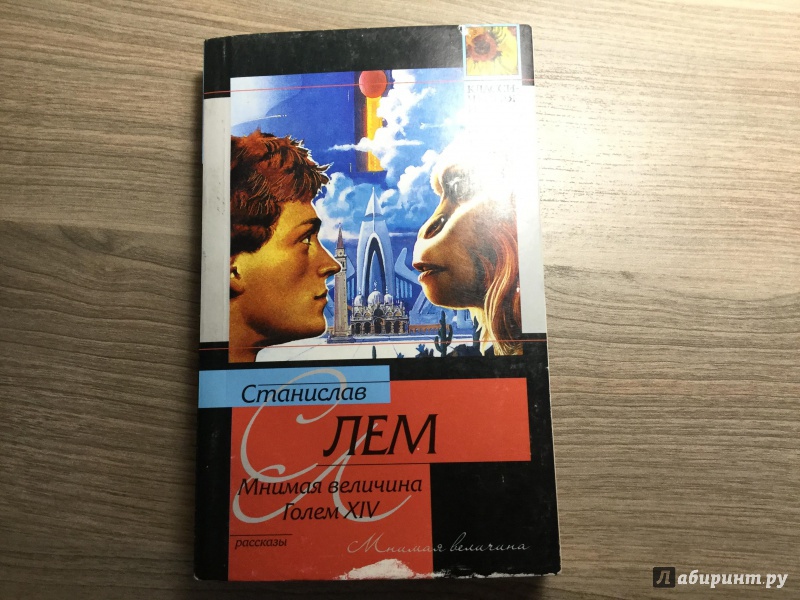 Станислав
ЛЕМ
Мнимая величина
Голем XIV
рассказы
Мнимая величина
Лабиринт.ру